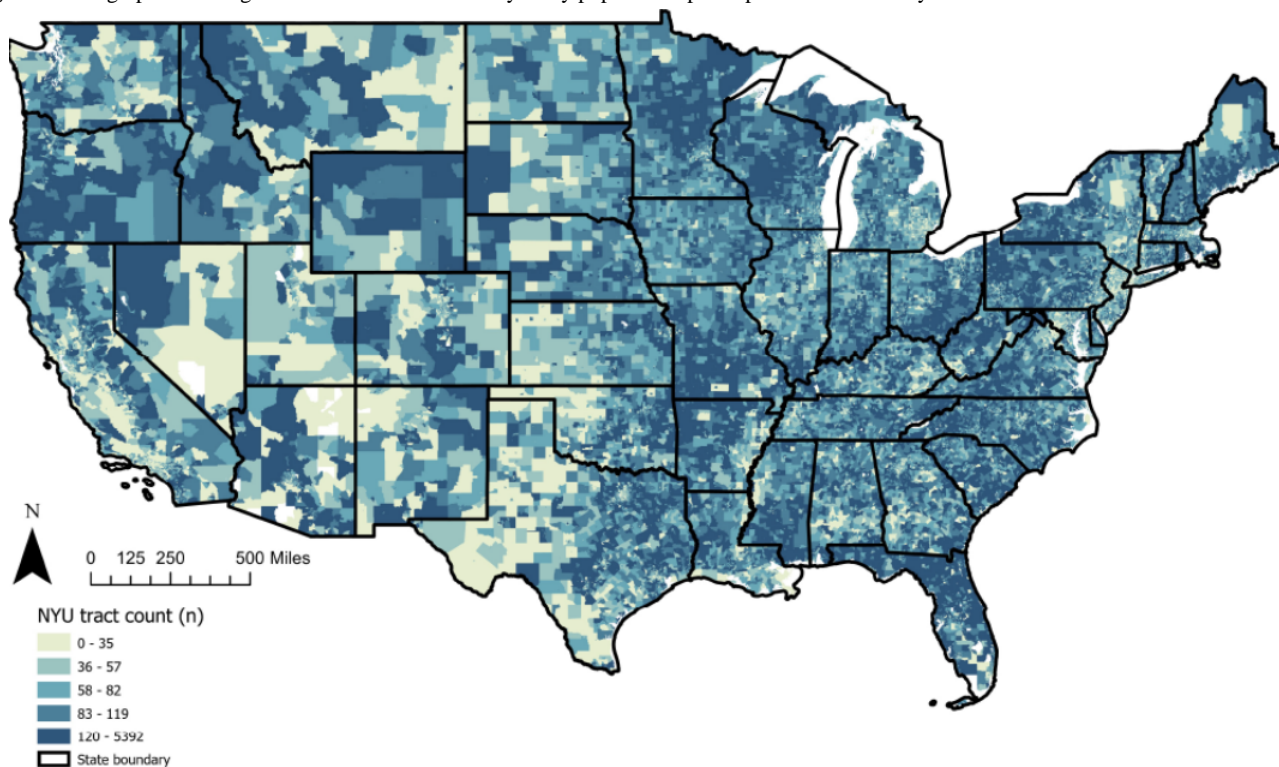 N
0 125 250 500 Miles
NYU tract count (n)
0 - 35
36 - 57
58 - 82
83 - 119
120 - 5392
State boundary